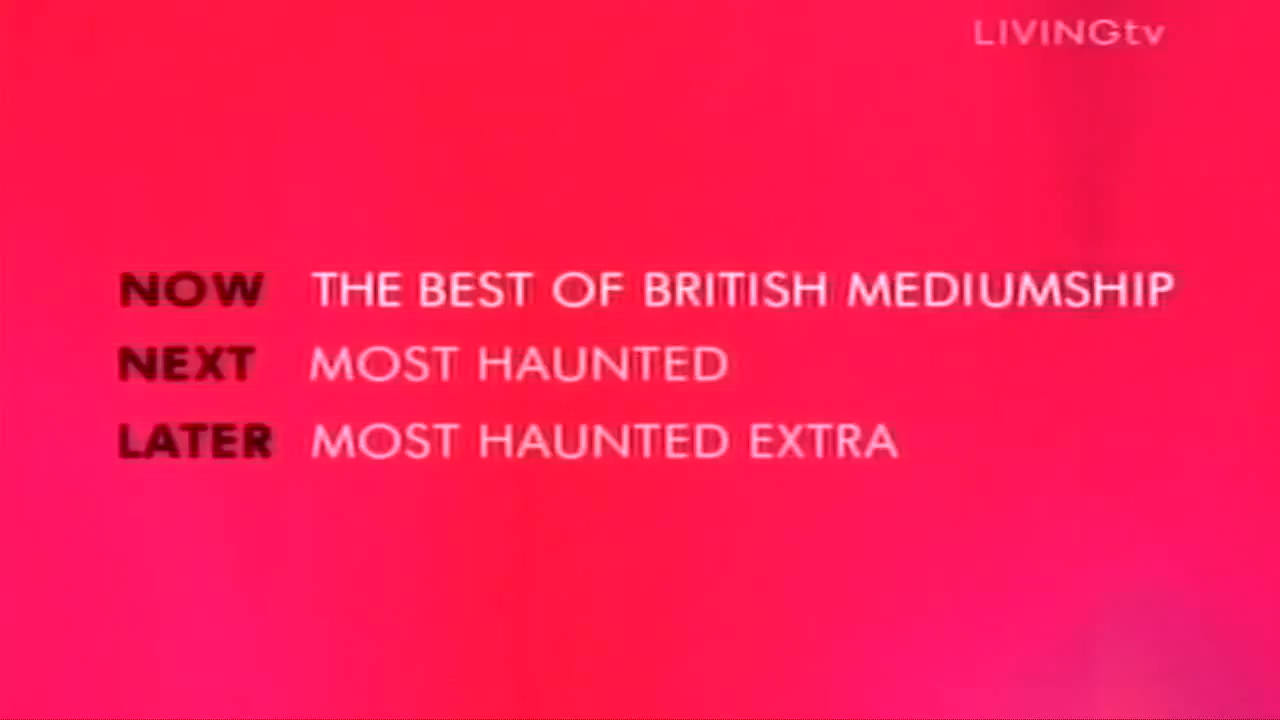 LIVINGtv
NOW THE BEST OF BRITISH MEDIUMSHIP
NEXT MOST HAUNTED
LATER MOST HAUNTED EXTRA